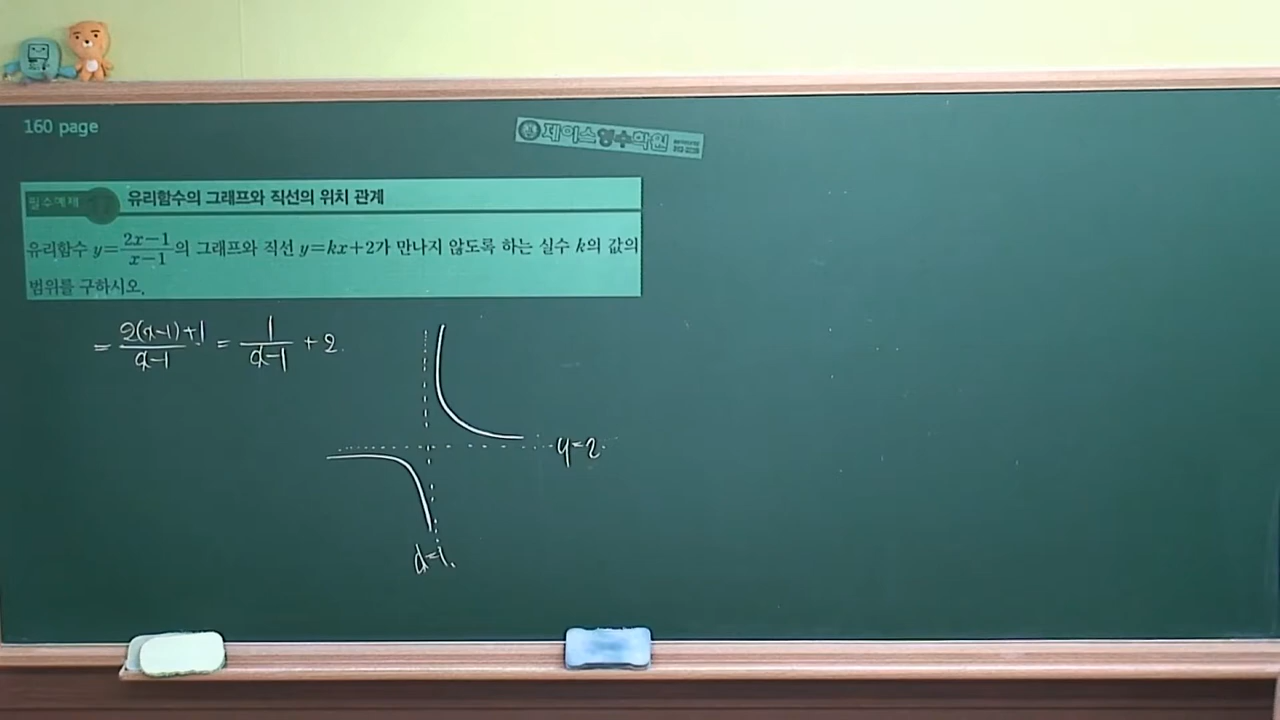 160 page
제이스영수학원
필수예제
유리함수의 그래프와 직선의 위치 관계
유리함수 y=\frac{2x-1}{x-1}의 그래프와 직선 y=kx+2가 만나지 않도록 하는 실수 k의 값의
범위를 구하시오.
= \frac{2(x-1)+1}{x-1} = \frac{1}{x-1} + 2
y=2
x=1